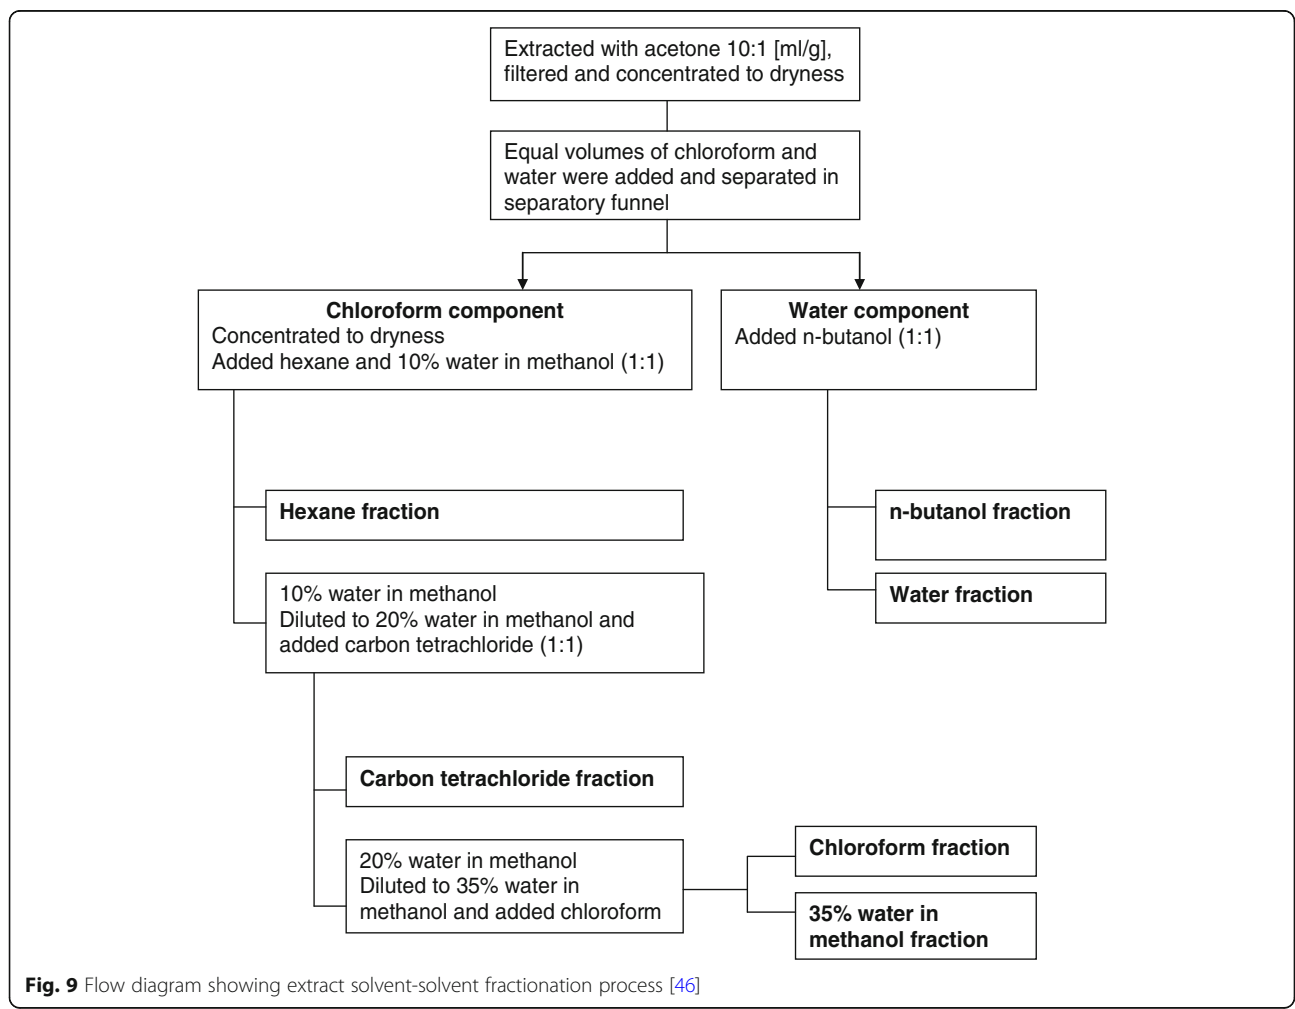 Extracted with acetone 10:1 [ml/g],
filtered and concentrated to dryness
Equal volumes of chloroform and
water were added and separated in
separatory funnel
Chloroform component
Concentrated to dryness
Added hexane and 10% water in methanol (1:1)
Water component
Added n-butanol (1:1)
Hexane fraction
10% water in methanol
Diluted to 20% water in methanol and
added carbon tetrachloride (1:1)
n-butanol fraction
Water fraction
Carbon tetrachloride fraction
20% water in methanol
Diluted to 35% water in
methanol and added chloroform
Chloroform fraction
35% water in
methanol fraction
Fig. 9 Flow diagram showing extract solvent-solvent fractionation process [46]